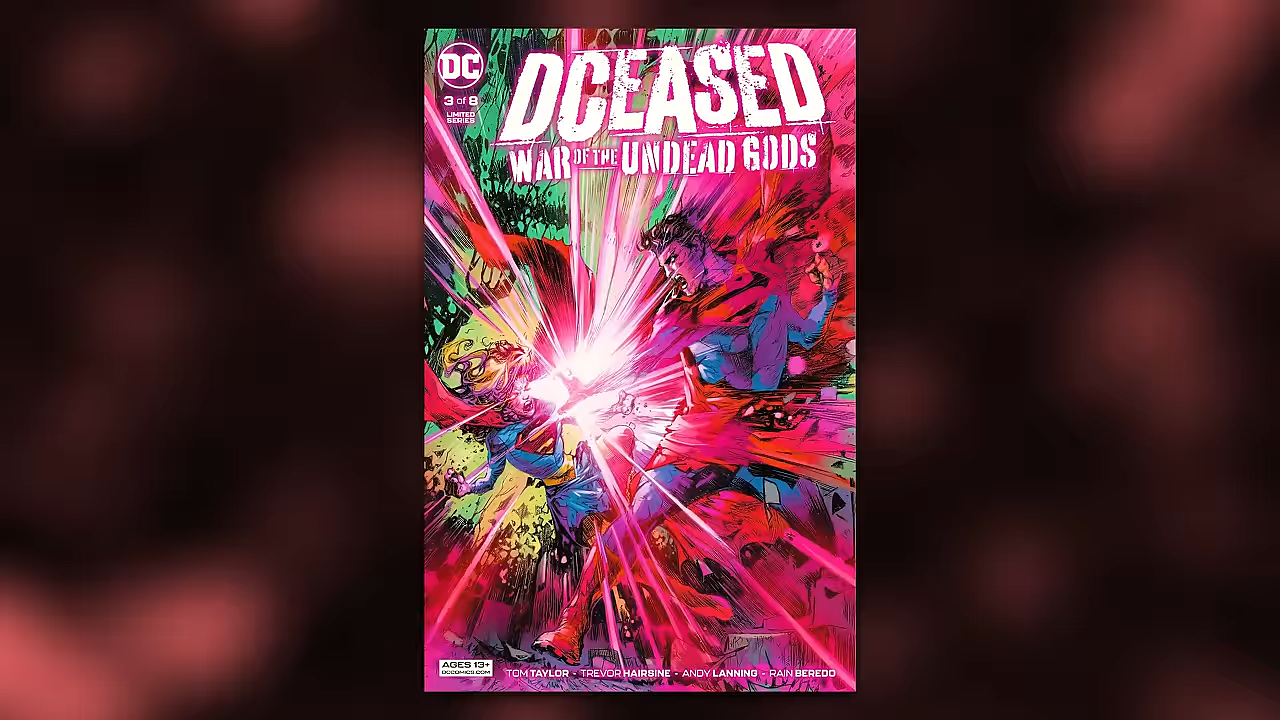 DC
3 of 8
LIMITED
SERIES
DCEASED
WAR OF THE UNDEAD GODS
AGES 13+
DCCOMICS.COM
TOM TAYLOR - TREVOR HAIRSINE - ANDY LANNING - RAIN BEREDO